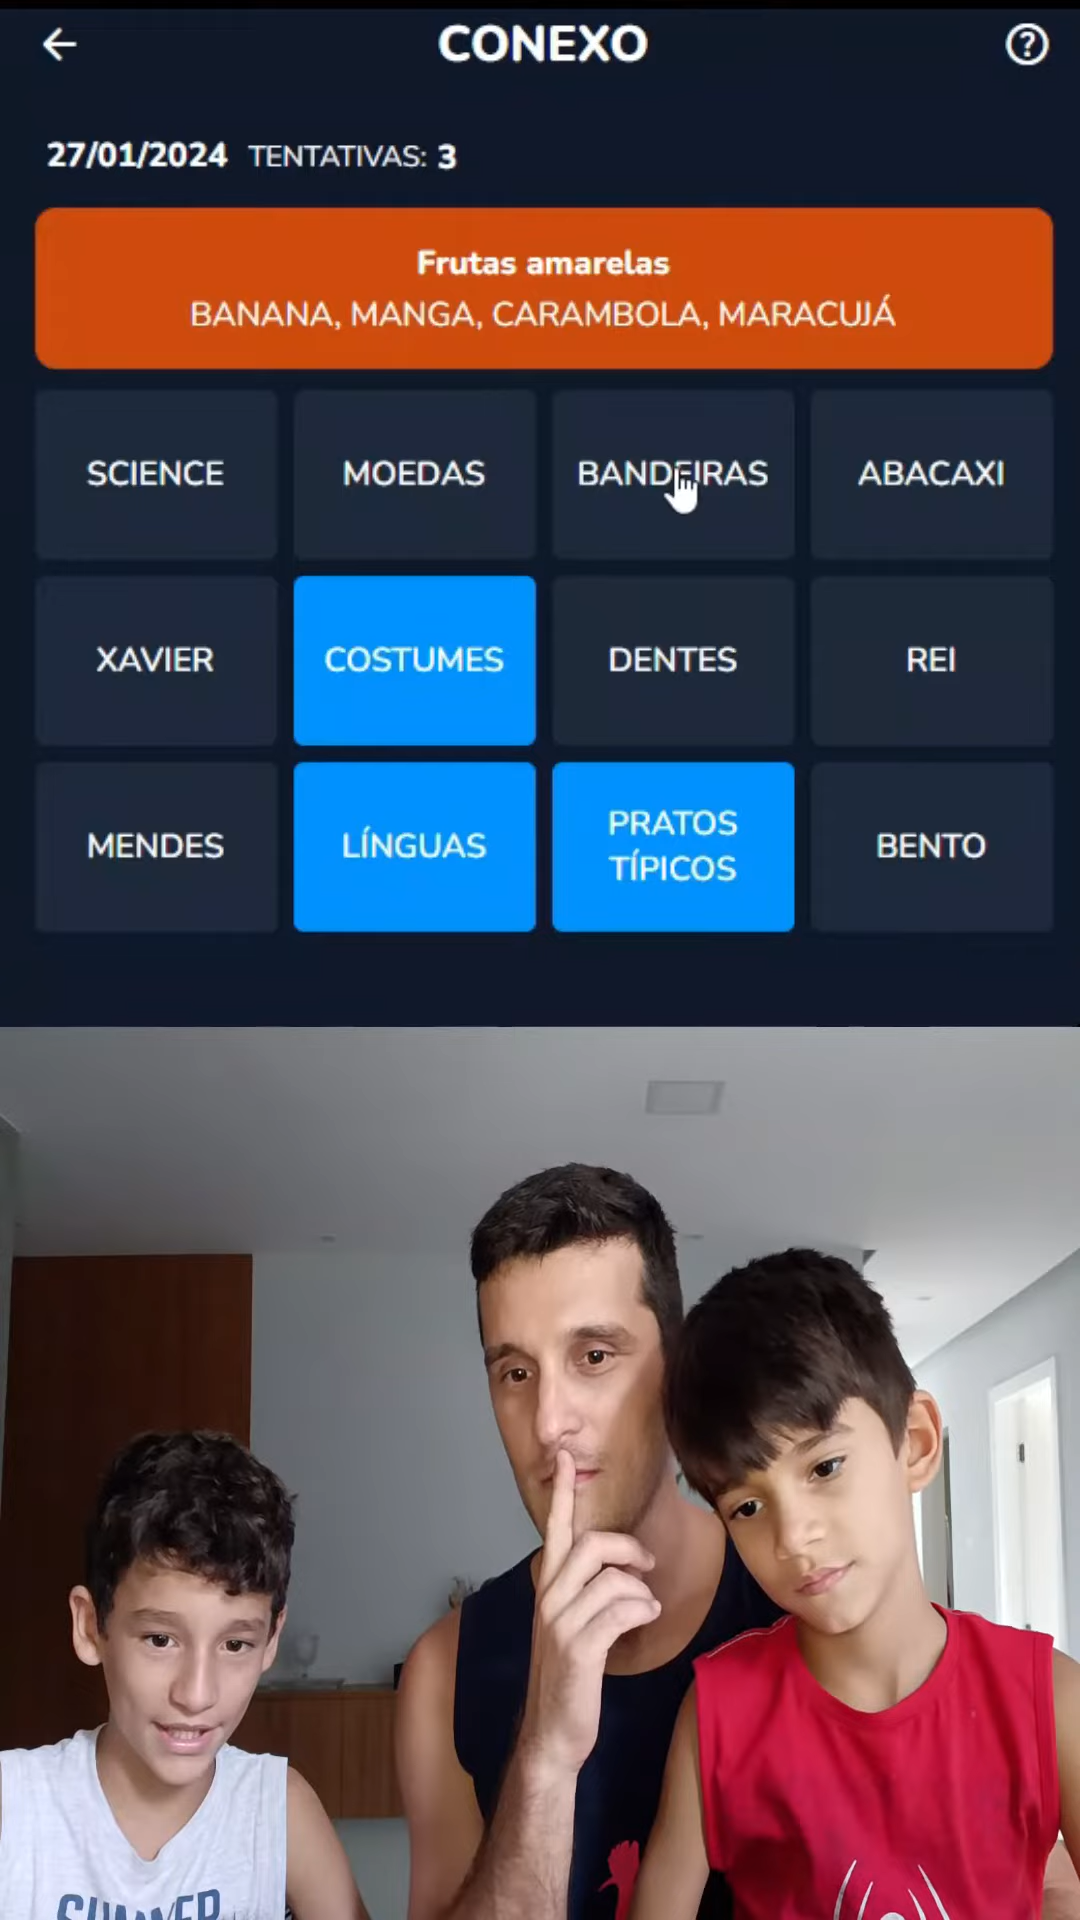 CONEXO
27/01/2024 TENTATIVAS: 3
Frutas amarelas
BANANA, MANGA, CARAMBOLA, MARACUJÁ
SCIENCE MOEDAS BANDEIRAS ABACAXI
XAVIER COSTUMES DENTES REI
MENDES LÍNGUAS PRATOS TÍPICOS BENTO
SUMMER